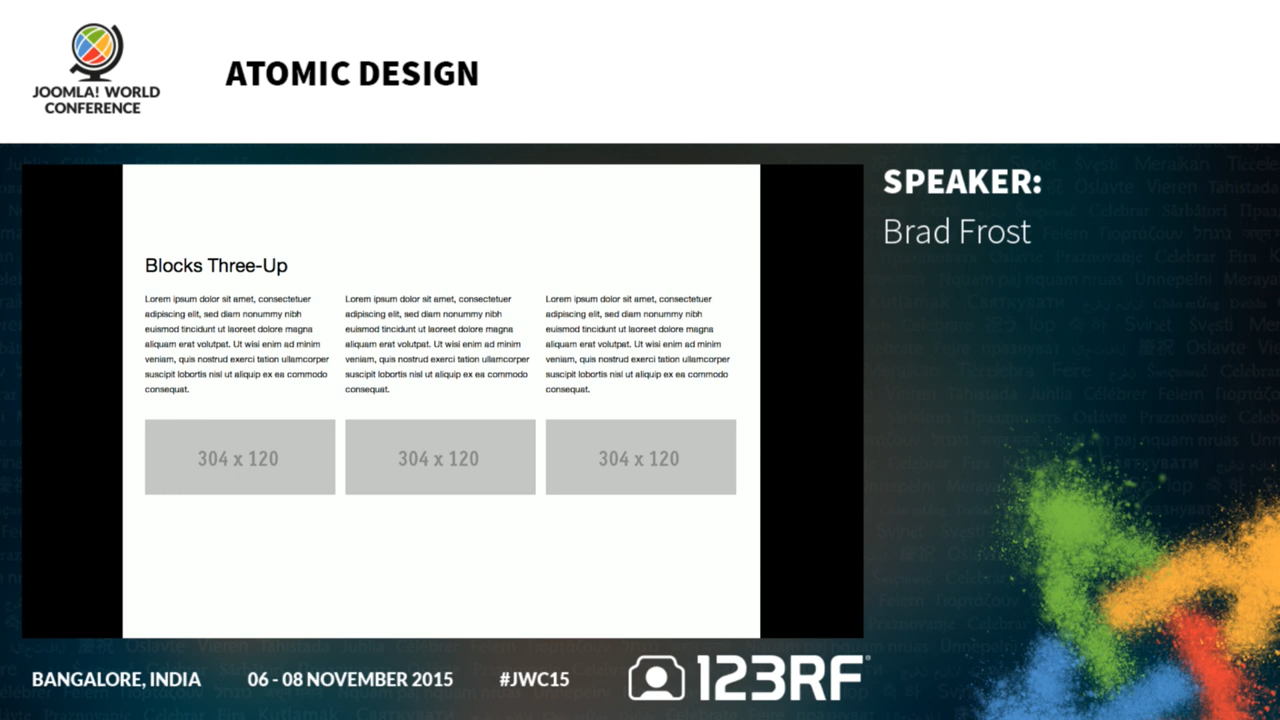 JOOMLA! WORLD
CONFERENCE
ATOMIC DESIGN
SPEAKER:
Brad Frost
Blocks Three-Up
Lorem ipsum dolor sit amet, consectetuer
adipiscing elit, sed diam nonummy nibh
euismod tincidunt ut laoreet dolore magna
aliquam erat volutpat. Ut wisi enim ad minim
veniam, quis nostrud exerci tation ullamcorper
suscipit lobortis nisl ut aliquip ex ea commodo
consequat.
Lorem ipsum dolor sit amet, consectetuer
adipiscing elit, sed diam nonummy nibh
euismod tincidunt ut laoreet dolore magna
aliquam erat volutpat. Ut wisi enim ad minim
veniam, quis nostrud exerci tation ullamcorper
suscipit lobortis nisl ut aliquip ex ea commodo
consequat.
Lorem ipsum dolor sit amet, consectetuer
adipiscing elit, sed diam nonummy nibh
euismod tincidunt ut laoreet dolore magna
aliquam erat volutpat. Ut wisi enim ad minim
veniam, quis nostrud exerci tation ullamcorper
suscipit lobortis nisl ut aliquip ex ea commodo
consequat.
304 x 120
304 x 120
304 x 120
BANGALORE, INDIA
06 - 08 NOVEMBER 2015
#JWC15
123RF®